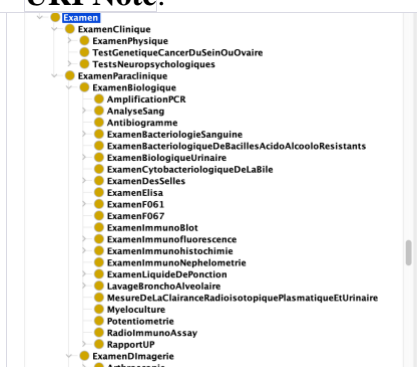 URI Note.
Examen
ExamenClinique
ExamenPhysique
TestGenetiqueCancerDuSeinOuOvaire
TestsNeuropsychologiques
ExamenParaclinique
ExamenBiologique
AmplificationPCR
AnalyseSang
Antibiogramme
ExamenBacteriologieSanguine
ExamenBacteriologiqueDeBacillesAcidoAlcooloResistants
ExamenBiologiqueUrinaire
ExamenCytobacteriologiqueDeLaBile
ExamenDesSelles
ExamenElisa
ExamenF061
ExamenF067
ExamenImmunoBlot
ExamenImmunofluorescence
ExamenImmunohistochimie
ExamenImmunoNephelometrie
ExamenLiquideDePonction
LavageBronchoAlveolaire
MesureDeLaClairanceRadioisotopiquePlasmatiqueEtUrinaire
Myeloculture
Potentiometrie
RadioImmunoAssay
RapportUP
ExamenDImagerie